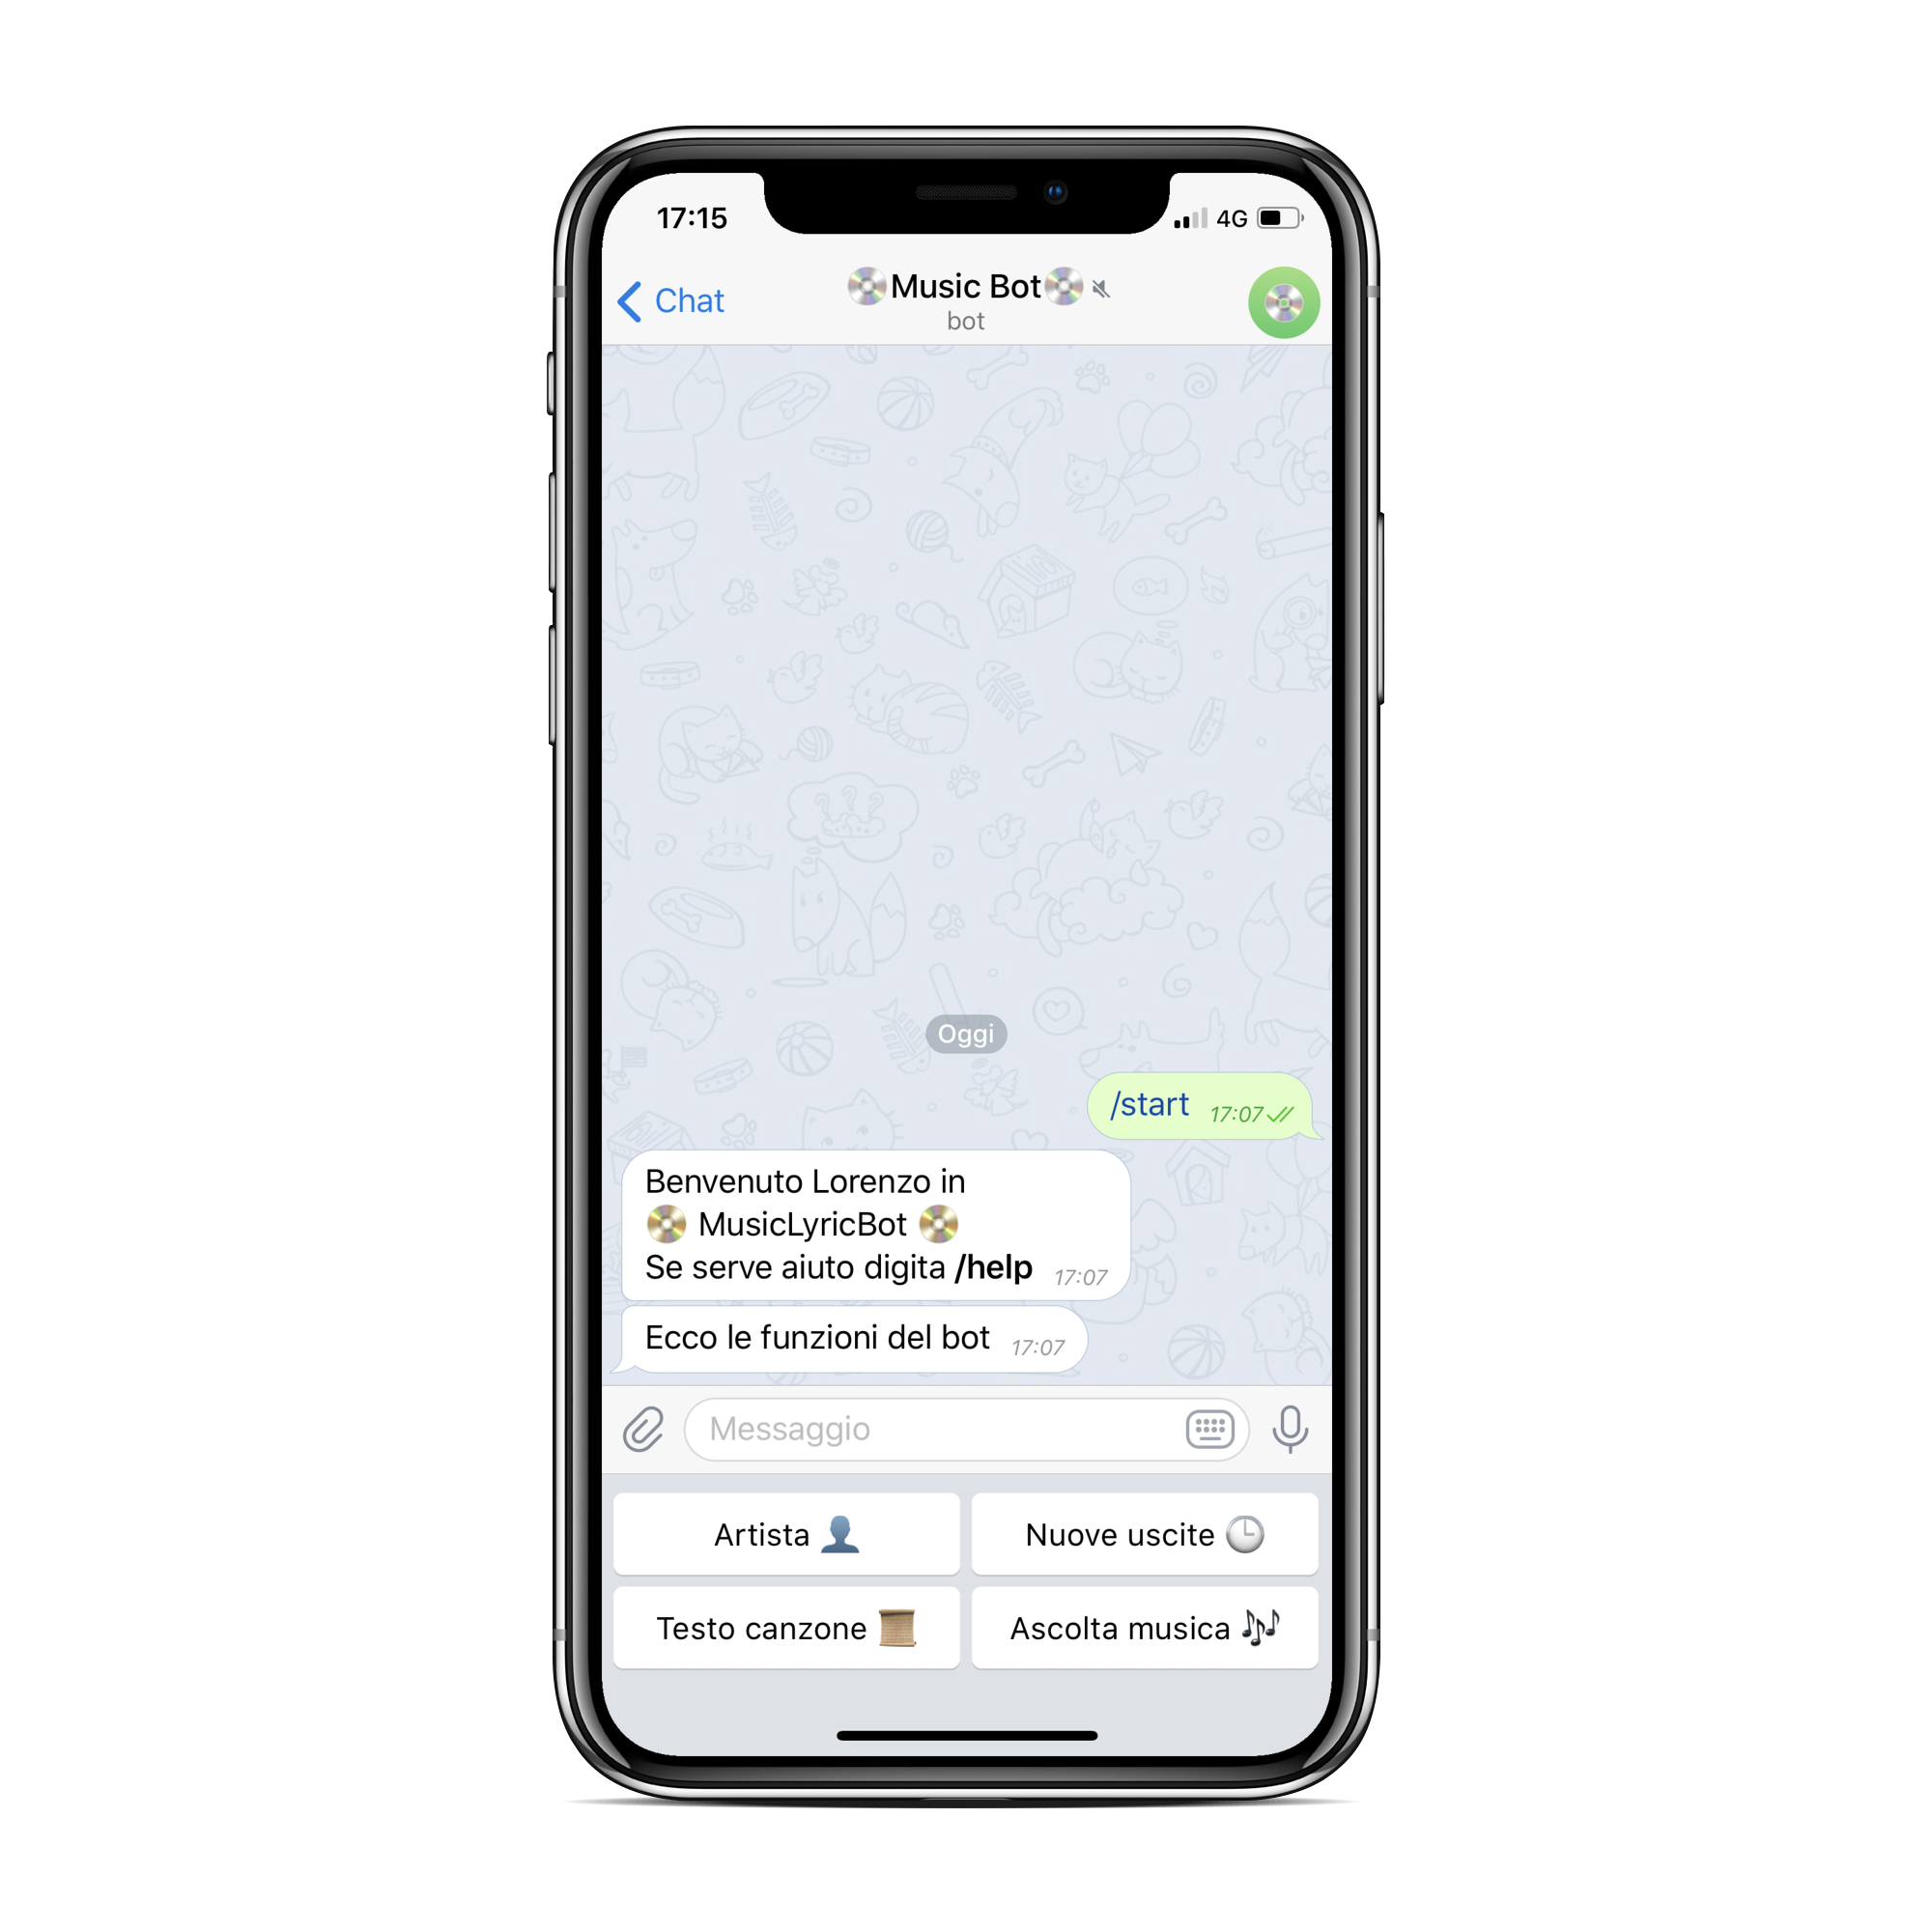 17:15
4G
Chat
💿Music Bot💿
bot
Oggi
/start 17:07
Benvenuto Lorenzo in
📀 MusicLyricBot 📀
Se serve aiuto digita /help 17:07
Ecco le funzioni del bot 17:07
Messaggio
Artista 👤
Nuove uscite 🕒
Testo canzone 📜
Ascolta musica 🎶